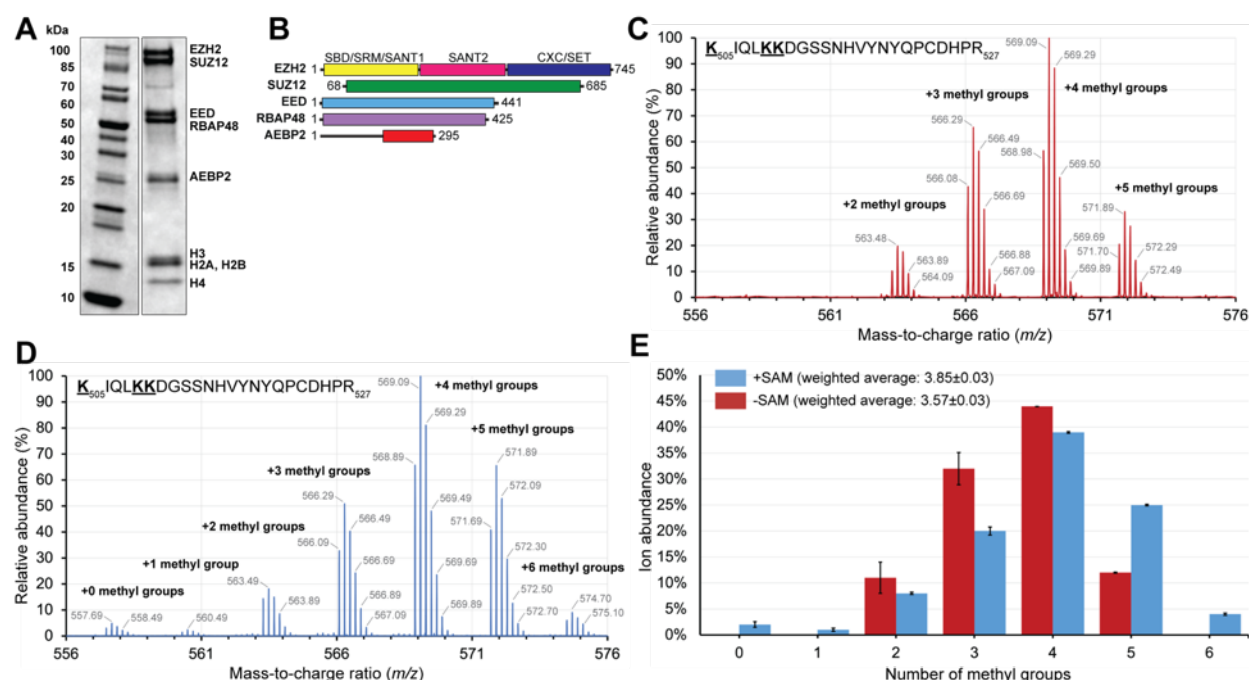 A
kDa
100
85
70
60
50
40
30
25
20
15
10
EZH2
SUZ12
EED
RBAP48
AEBP2
H3
H2A, H2B
H4
B
SBD/SRM/SANT1 SANT2 CXC/SET
EZH2 1 745
SUZ12 68 685
EED 1 441
RBAP48 1 425
AEBP2 1 295
C
K505IQLKKDGSSNHVYNYQPCDHPR527
Relative abundance (%)
100
90
80
70
60
50
40
30
20
10
0
+2 methyl groups
563.48
563.89
564.09
+3 methyl groups
566.29
566.49
566.08
566.69
566.88
567.09
+4 methyl groups
569.09
569.29
568.98
569.50
569.69
569.89
+5 methyl groups
571.89
571.70
572.29
572.49
556 561 566 571 576
Mass-to-charge ratio (m/z)
D
K505IQLKKDGSSNHVYNYQPCDHPR527
Relative abundance (%)
100
90
80
70
60
50
40
30
20
10
0
+0 methyl groups
557.69
558.49
+1 methyl group
560.49
+2 methyl groups
563.49
563.89
+3 methyl groups
566.29
566.49
566.09
566.69
566.89
567.09
+4 methyl groups
569.09
569.29
568.89
569.49
569.69
569.89
+5 methyl groups
571.89
572.09
571.69
572.30
572.50
572.70
+6 methyl groups
574.70
575.10
556 561 566 571 576
Mass-to-charge ratio (m/z)
E
+SAM (weighted average: 3.85±0.03)
-SAM (weighted average: 3.57±0.03)
Ion abundance
50%
45%
40%
35%
30%
25%
20%
15%
10%
5%
0%
0 1 2 3 4 5 6
Number of methyl groups